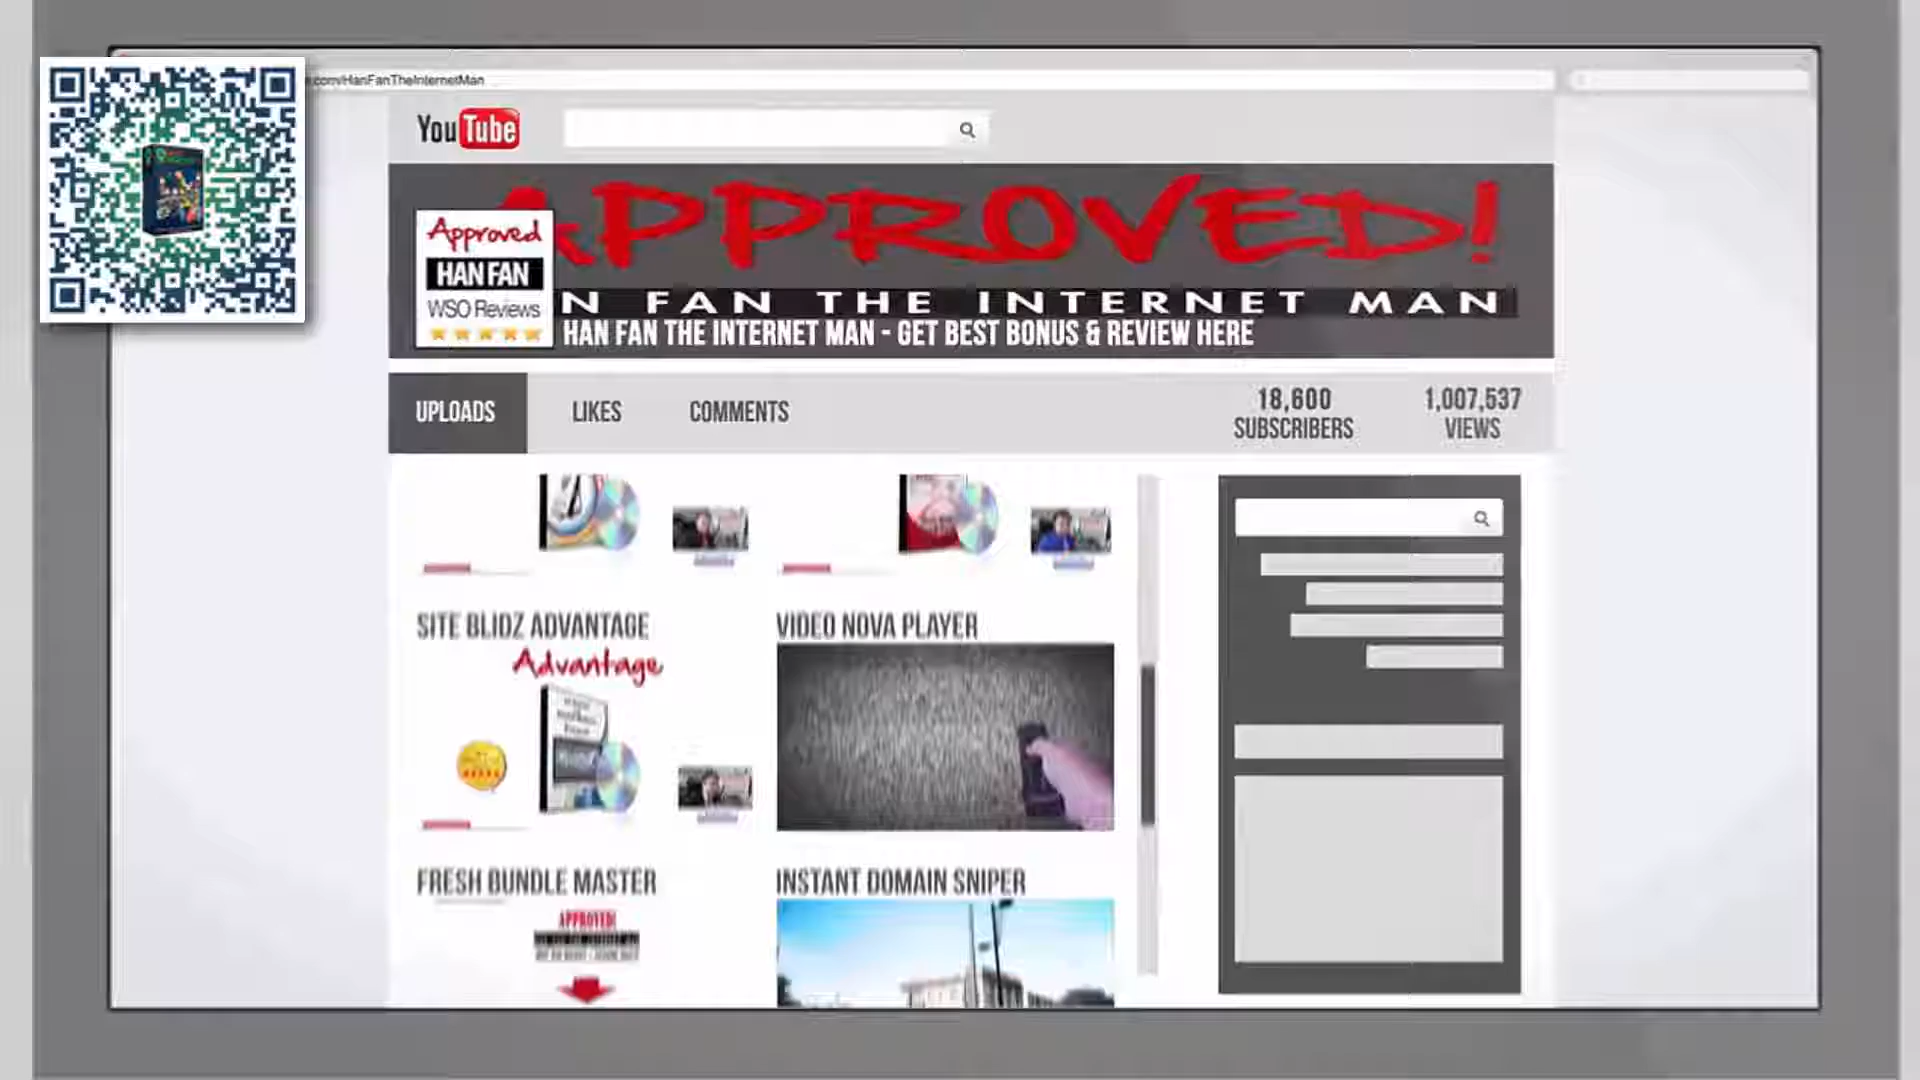 e.com/HanFanTheInternetMan
YouTube
APPROVED!
Approved
HAN FAN
WSO Reviews
N FAN THE INTERNET MAN
HAN FAN THE INTERNET MAN - GET BEST BONUS & REVIEW HERE
UPLOADS
LIKES
COMMENTS
18,600
SUBSCRIBERS
1,007,537
VIEWS
SITE BLIDZ ADVANTAGE
Advantage
VIDEO NOVA PLAYER
FRESH BUNDLE MASTER
APPROVED!
INSTANT DOMAIN SNIPER